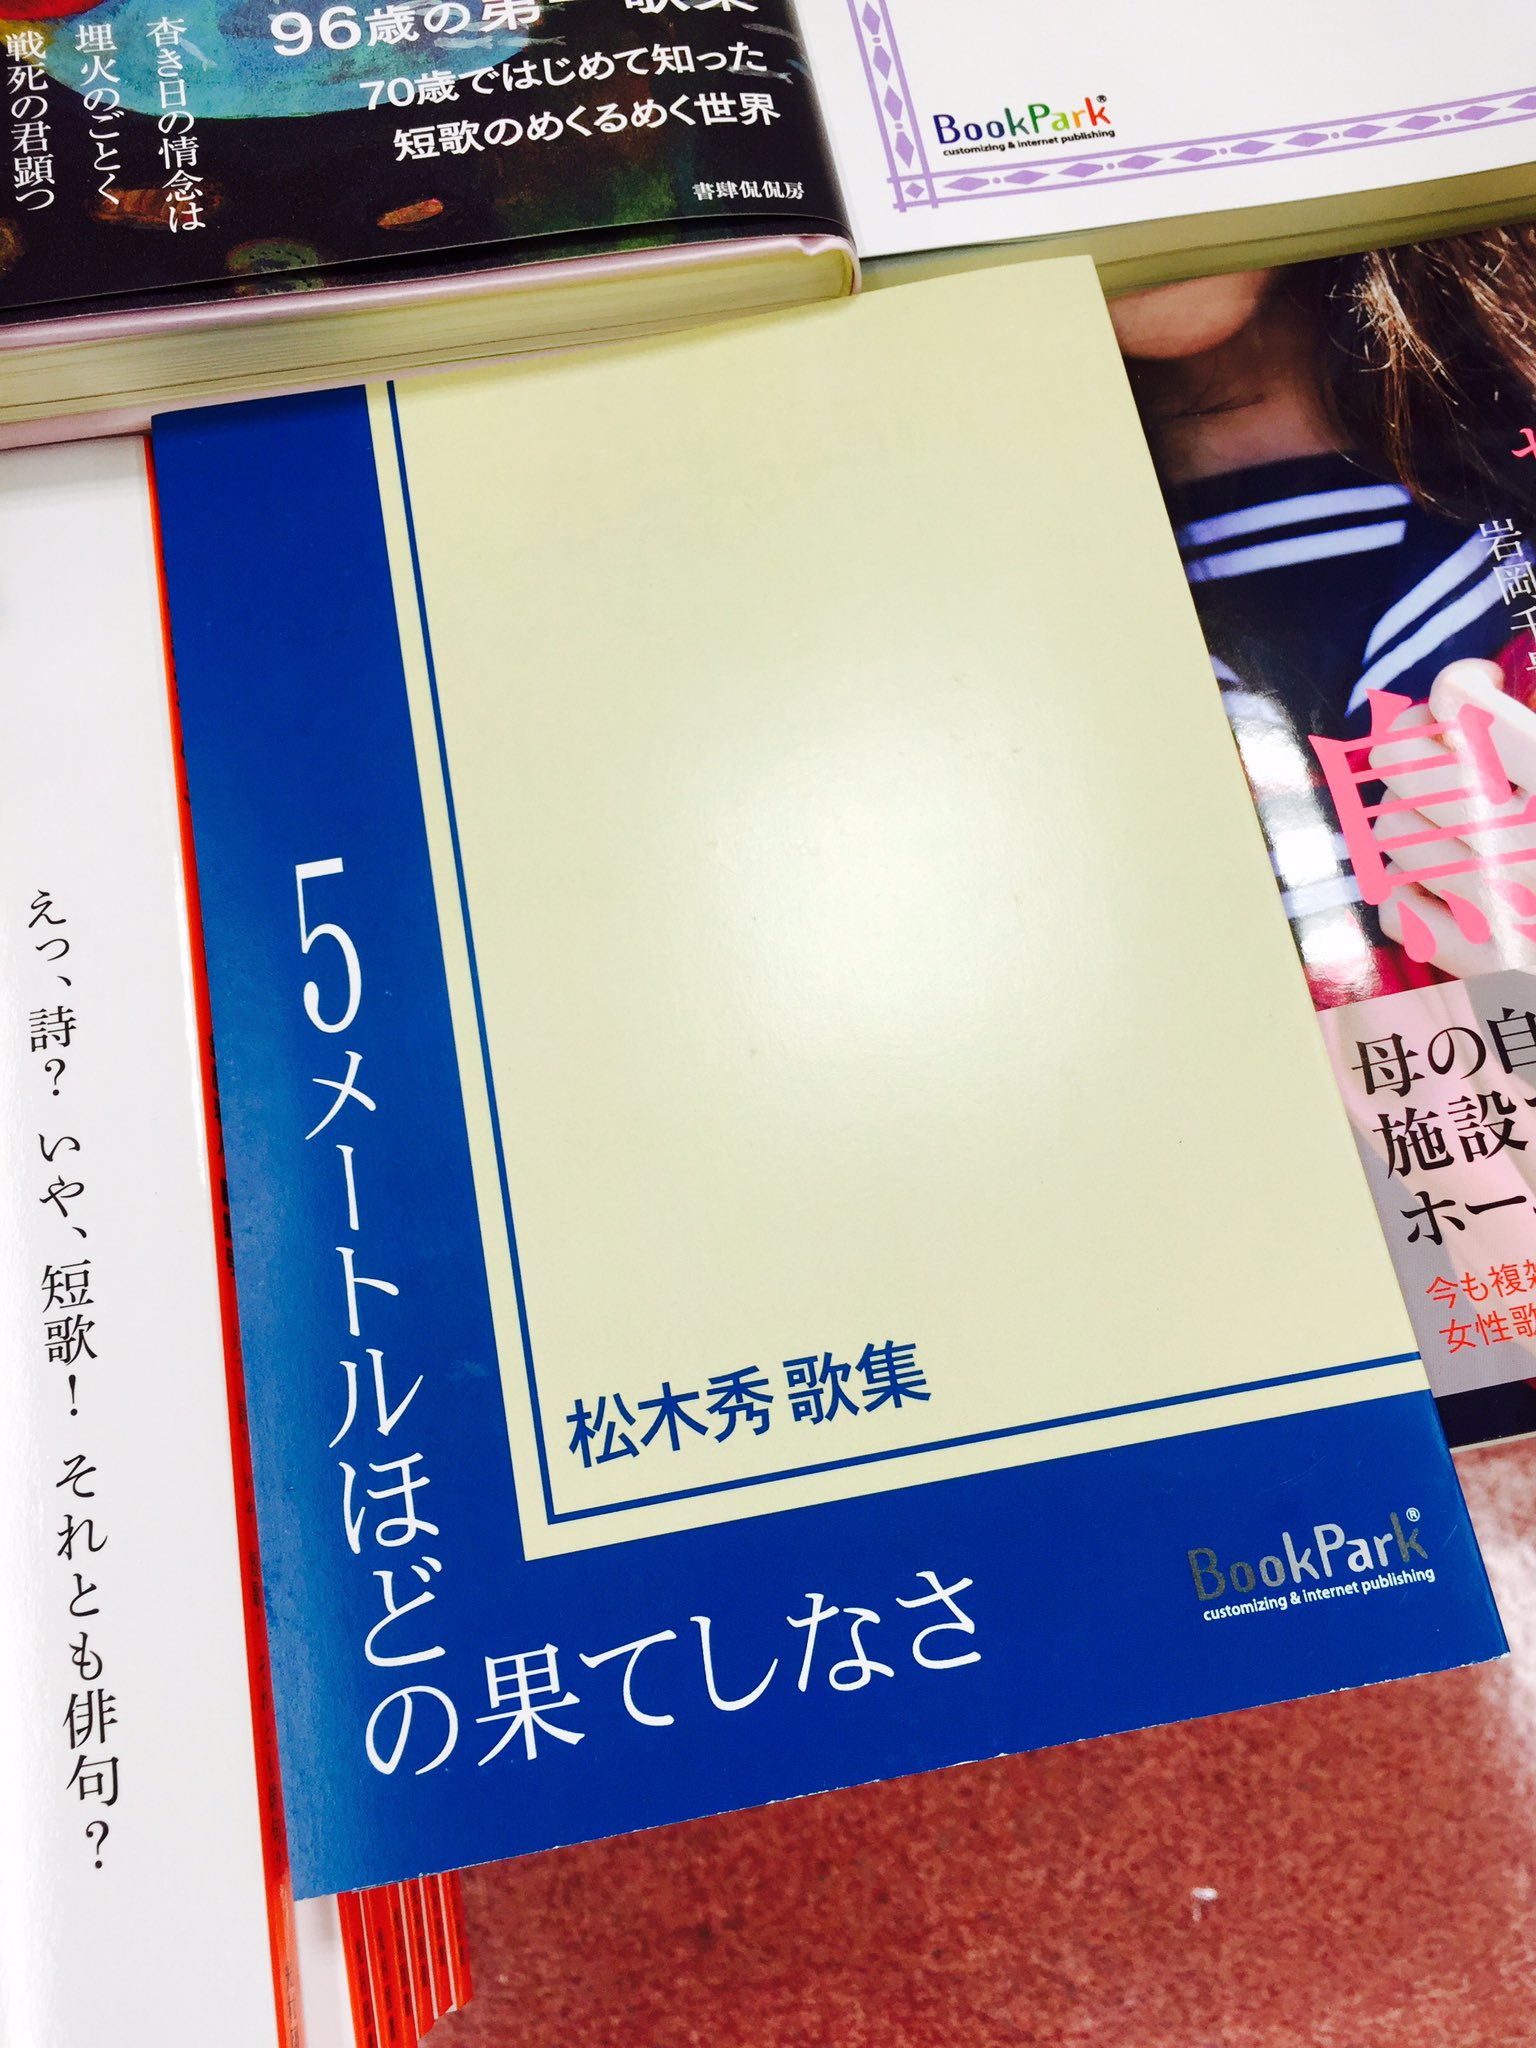 96歳の第一歌集
70歳ではじめて知った
短歌のめくるめく世界
杳き日の情念は
埋火のごとく
戦死の君顕つ
書肆侃侃房
BookPark®
customizing & internet publishing
えっ、詩？ いや、短歌！ それとも俳句？
5メートルほどの果てしなさ
松木秀 歌集
BookPark®
customizing & internet publishing
岩岡千
母の自
施設
ホー
今も複雑
女性歌